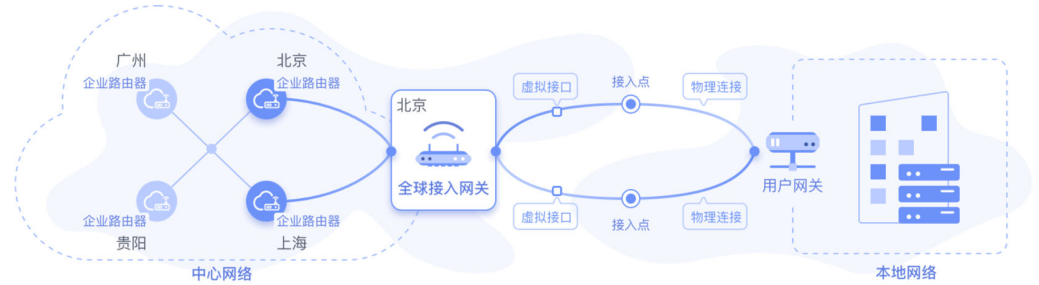 广州
企业路由器
北京
企业路由器
企业路由器
贵阳
企业路由器
上海
中心网络
北京
全球接入网关
虚拟接口
接入点
物理连接
虚拟接口
接入点
物理连接
用户网关
本地网络